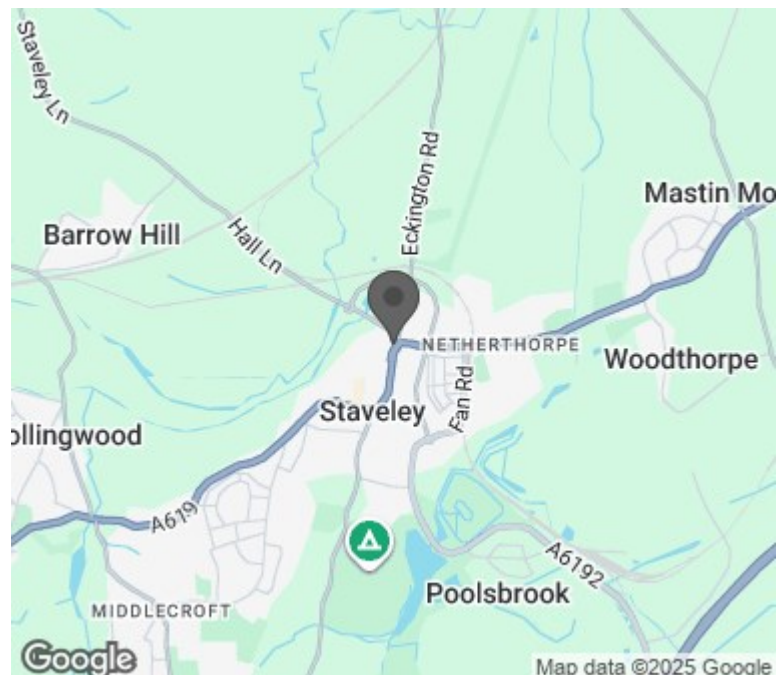 Staveley Ln
Eckington Rd
Mastin Mo
Barrow Hill
Hall Ln
NETHERTHORPE
Woodthorpe
Staveley
Fan Rd
ollingwood
A619
A6192
Poolsbrook
MIDDLECROFT
Google
Map data ©2025 Google